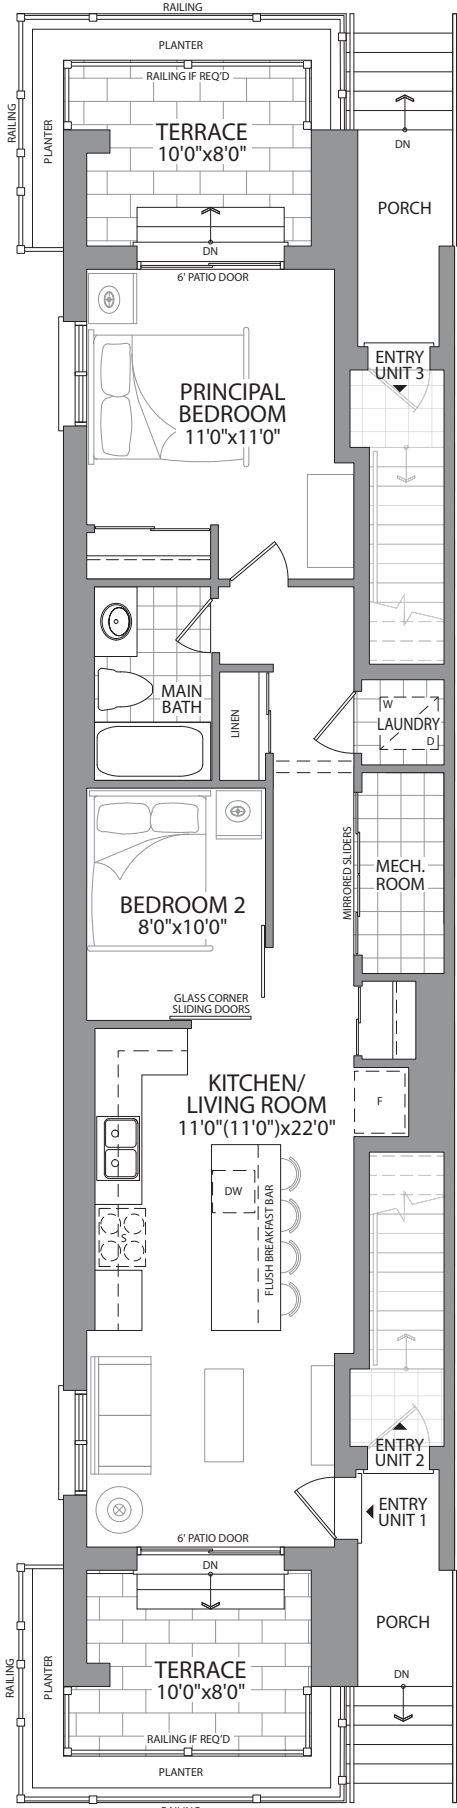 RAILING
PLANTER
RAILING IF REQ'D
RAILING
PLANTER
TERRACE
10'0"x8'0"
DN
DN
PORCH
6' PATIO DOOR
ENTRY
UNIT 3
PRINCIPAL
BEDROOM
11'0"x11'0"
MAIN
BATH
LINEN
W
LAUNDRY
D
MIRRORED SLIDERS
MECH.
ROOM
BEDROOM 2
8'0"x10'0"
GLASS CORNER
SLIDING DOORS
KITCHEN/
LIVING ROOM
11'0"(11'0")x22'0"
F
DW
FLUSH BREAKFAST BAR
S
ENTRY
UNIT 2
ENTRY
UNIT 1
6' PATIO DOOR
DN
PORCH
RAILING
PLANTER
TERRACE
10'0"x8'0"
DN
RAILING IF REQ'D
PLANTER
RAILING